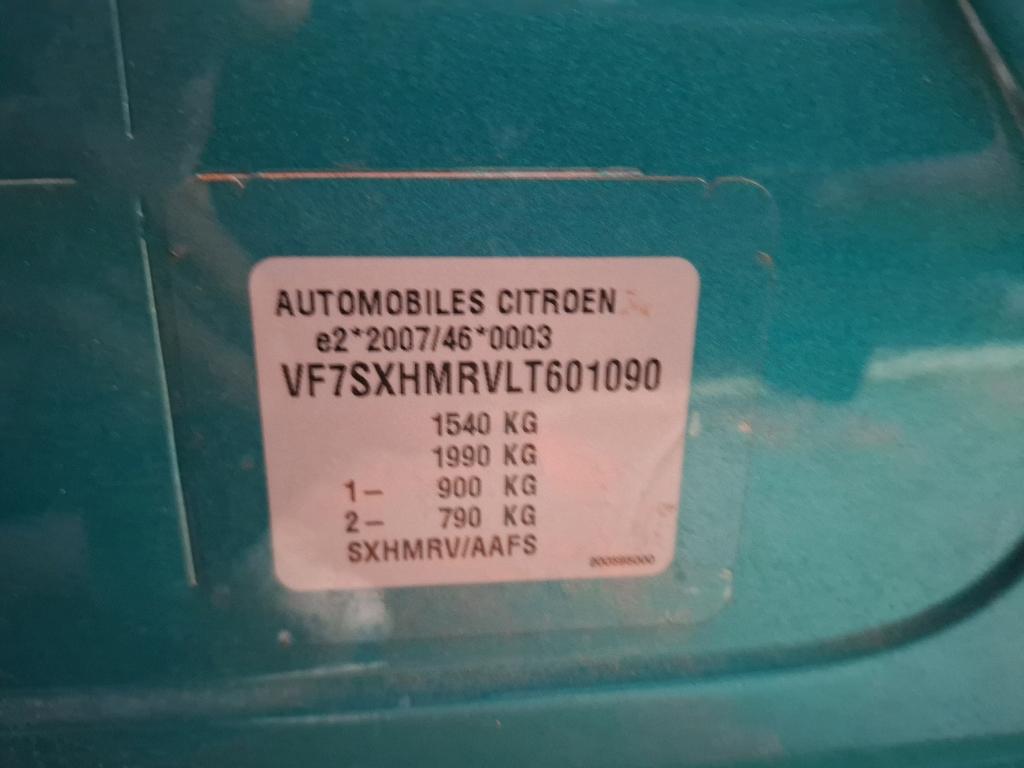 AUTOMOBILES CITROEN
e2*2007/46*0003
VF7SXHMRVLT601090
1540 KG
1990 KG
1- 900 KG
2- 790 KG
SXHMRV/AAFS